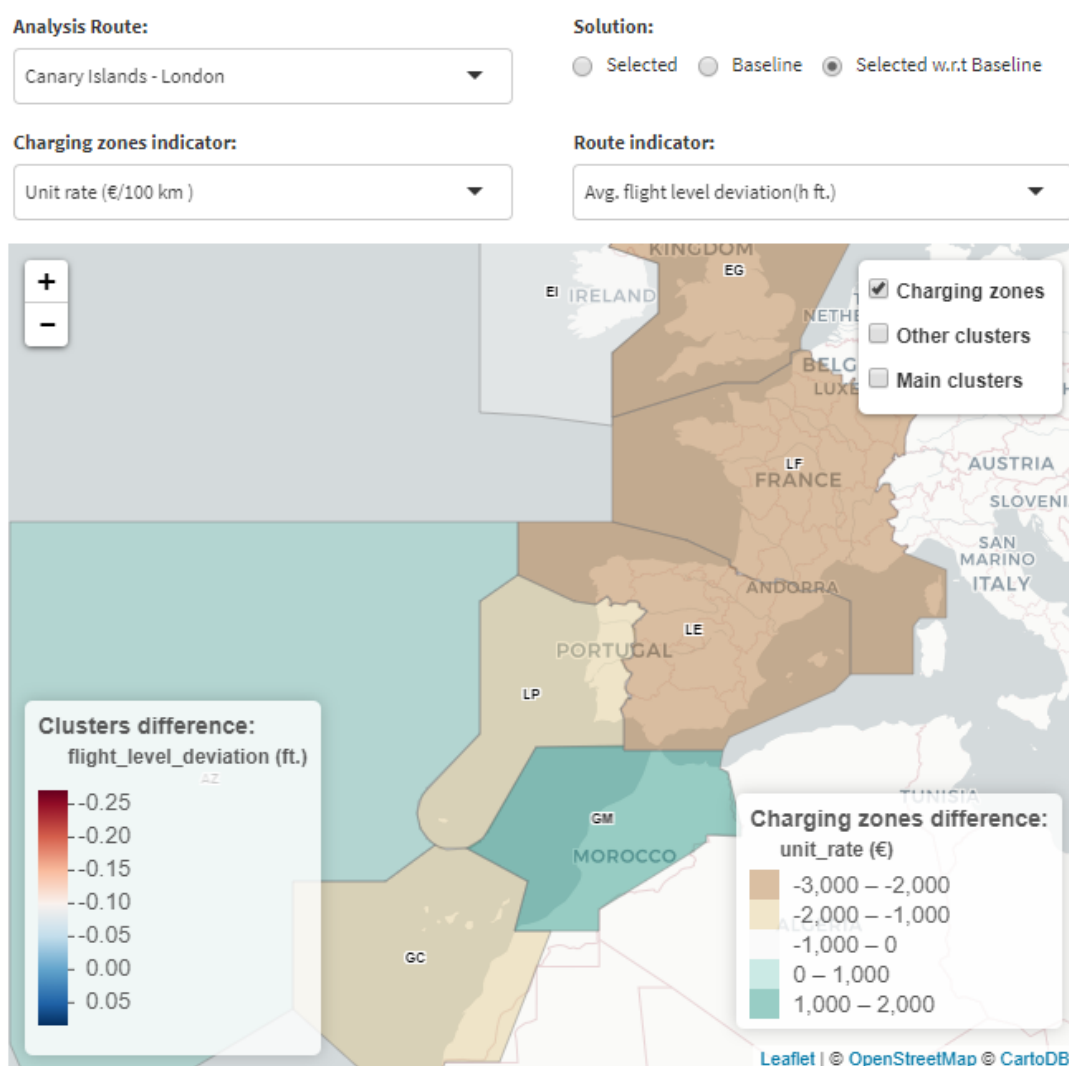 Analysis Route:
Solution:
Canary Islands - London
Selected
Baseline
Selected w.r.t Baseline
Charging zones indicator:
Route indicator:
Unit rate (€/100 km )
Avg. flight level deviation(h ft.)
+
−
KINGDOM
EG
EI
IRELAND
NETHE
BELG
LUXE
Charging zones
Other clusters
Main clusters
LF
FRANCE
AUSTRIA
SLOVENI
SAN
MARINO
ITALY
ANDORRA
LE
PORTUGAL
LP
Clusters difference:
flight_level_deviation (ft.)
AZ
-0.25
-0.20
-0.15
-0.10
-0.05
0.00
0.05
GM
MOROCCO
TUNISIA
ALGERIA
Charging zones difference:
unit_rate (€)
-3,000 – -2,000
-2,000 – -1,000
-1,000 – 0
0 – 1,000
1,000 – 2,000
GC
Leaflet | © OpenStreetMap © CartoDB